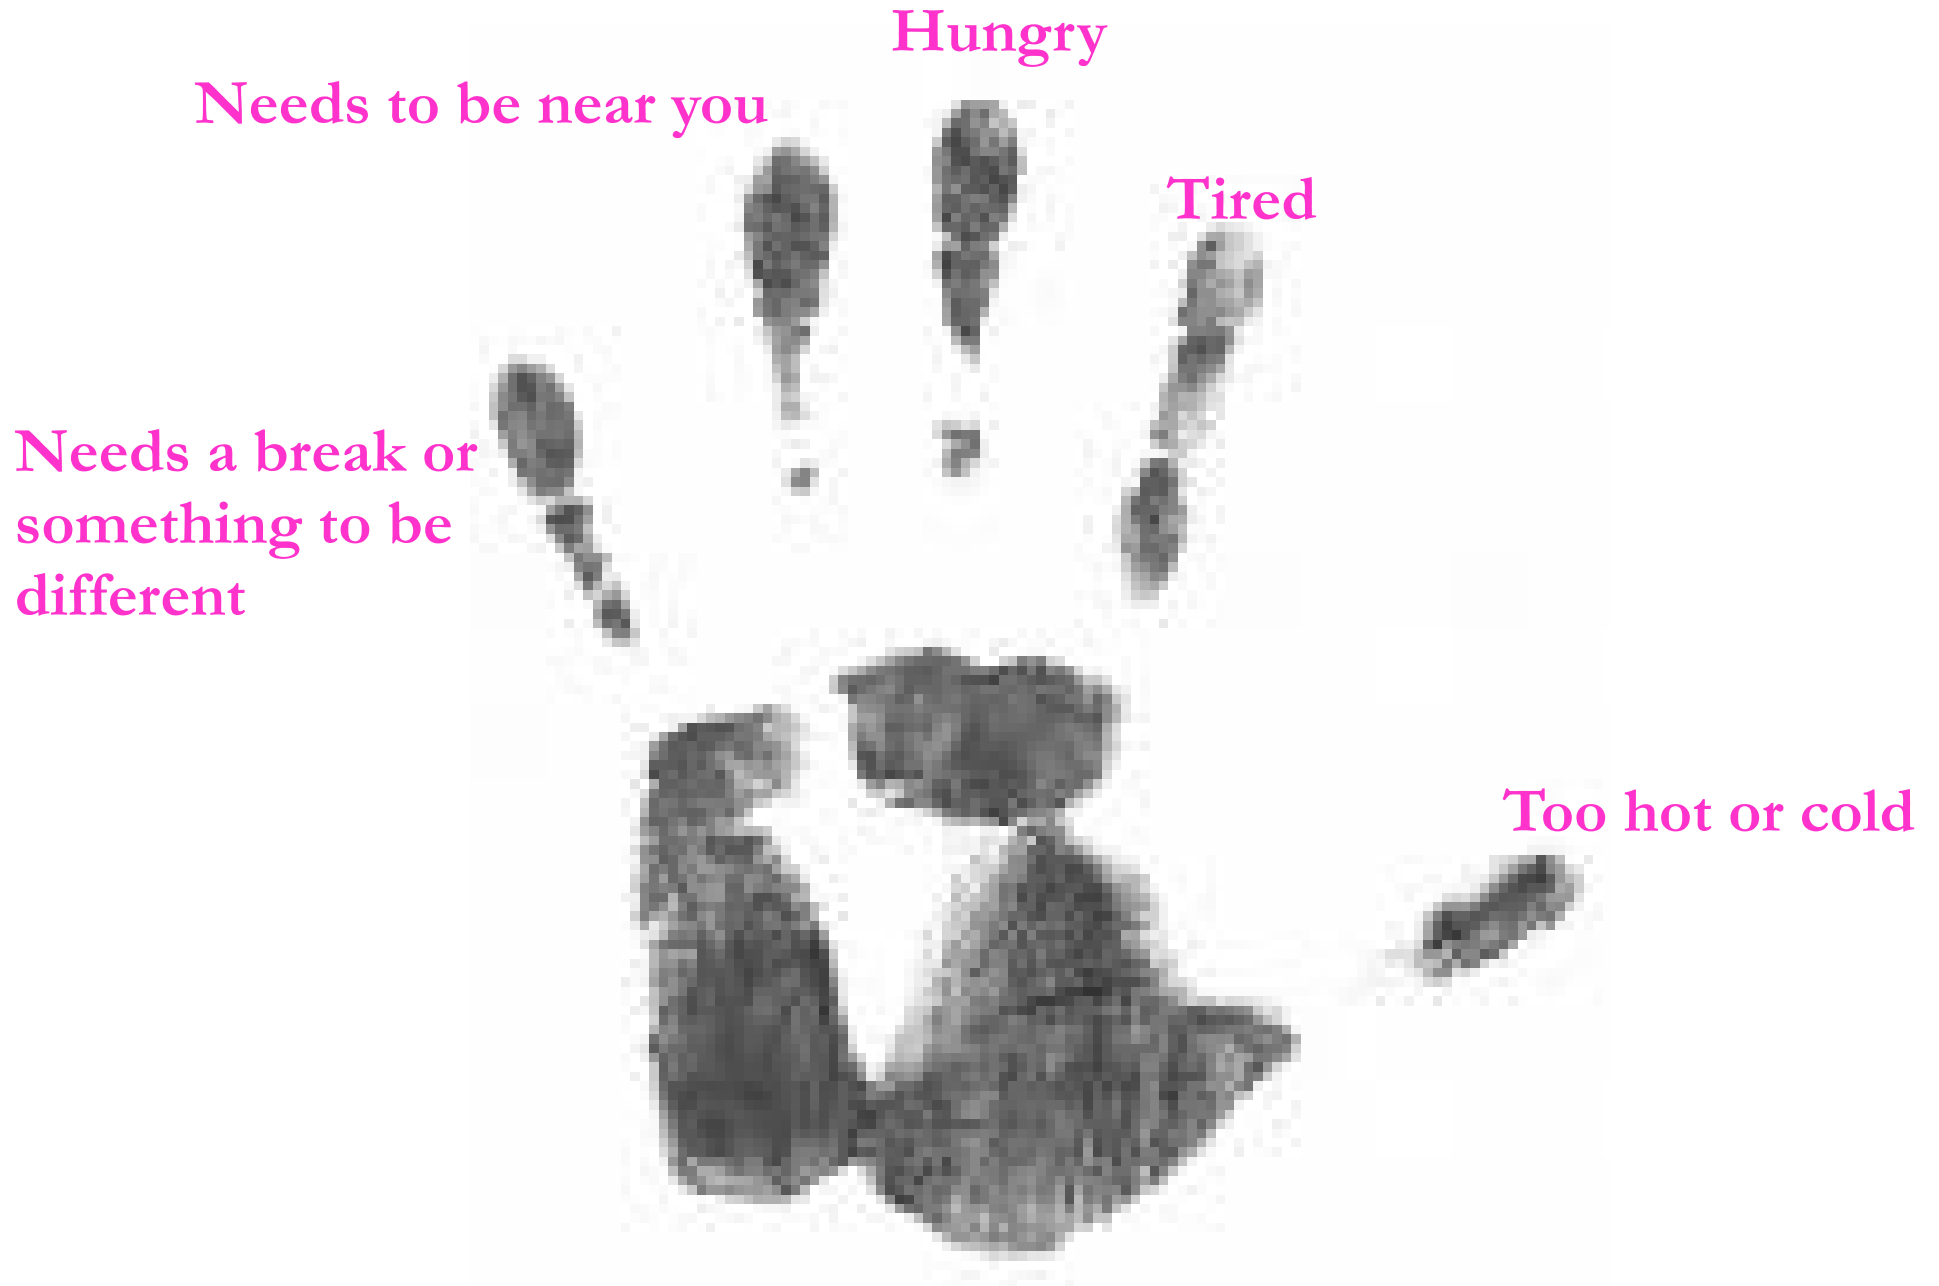 Hungry
Needs to be near you
Tired
Needs a break or
something to be
different
Too hot or cold